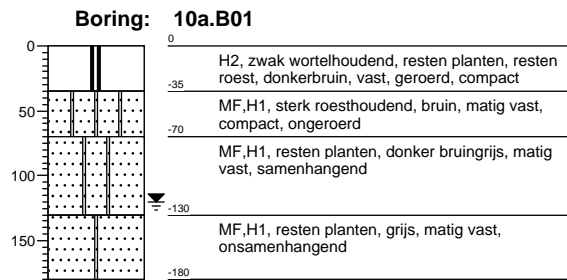 Boring: 10a.B01
0
0
H2, zwak wortelhoudend, resten planten, resten
roest, donkerbruin, vast, geroerd, compact
-35
50
MF,H1, sterk roesthoudend, bruin, matig vast,
compact, ongeroerd
-70
MF,H1, resten planten, donker bruingrijs, matig
vast, samenhangend
100
-130
MF,H1, resten planten, grijs, matig vast,
onsamenhangend
150
-180